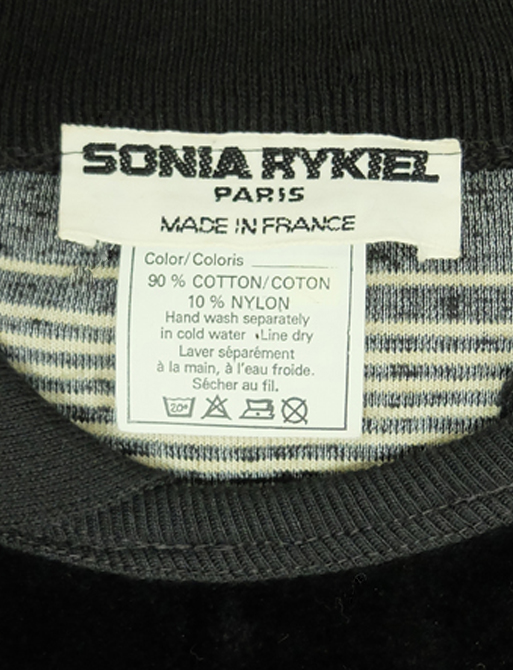 SONIA RYKIEL
PARIS
MADE IN FRANCE
Color/Coloris
90 % COTTON/COTON
10 % NYLON
Hand wash separately
in cold water • Line dry
Laver séparément
à la main, à l'eau froide.
Sécher au fil.
20°